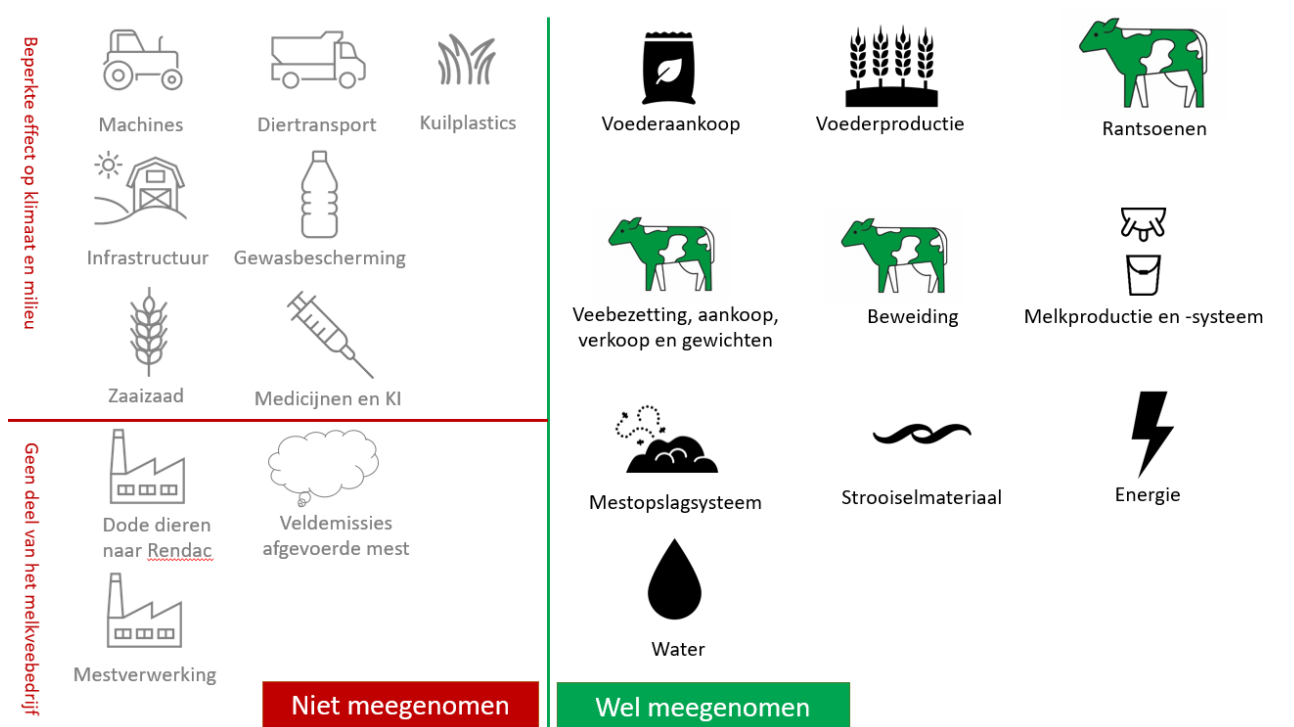 Beperkte effect op klimaat en milieu
Machines
Diertransport
Kuilplastics
Infrastructuur
Gewasbescherming
Zaaizaad
Medicijnen en KI
Geen deel van het melkveebedrijf
Dode dieren
naar Rendac
Veldemissies
afgevoerde mest
Mestverwerking
Niet meegenomen
Voederaankoop
Voederproductie
Rantsoenen
Veebezetting, aankoop,
verkoop en gewichten
Beweiding
Melkproductie en -systeem
Mestopslagsysteem
Strooiselmateriaal
Energie
Water
Wel meegenomen